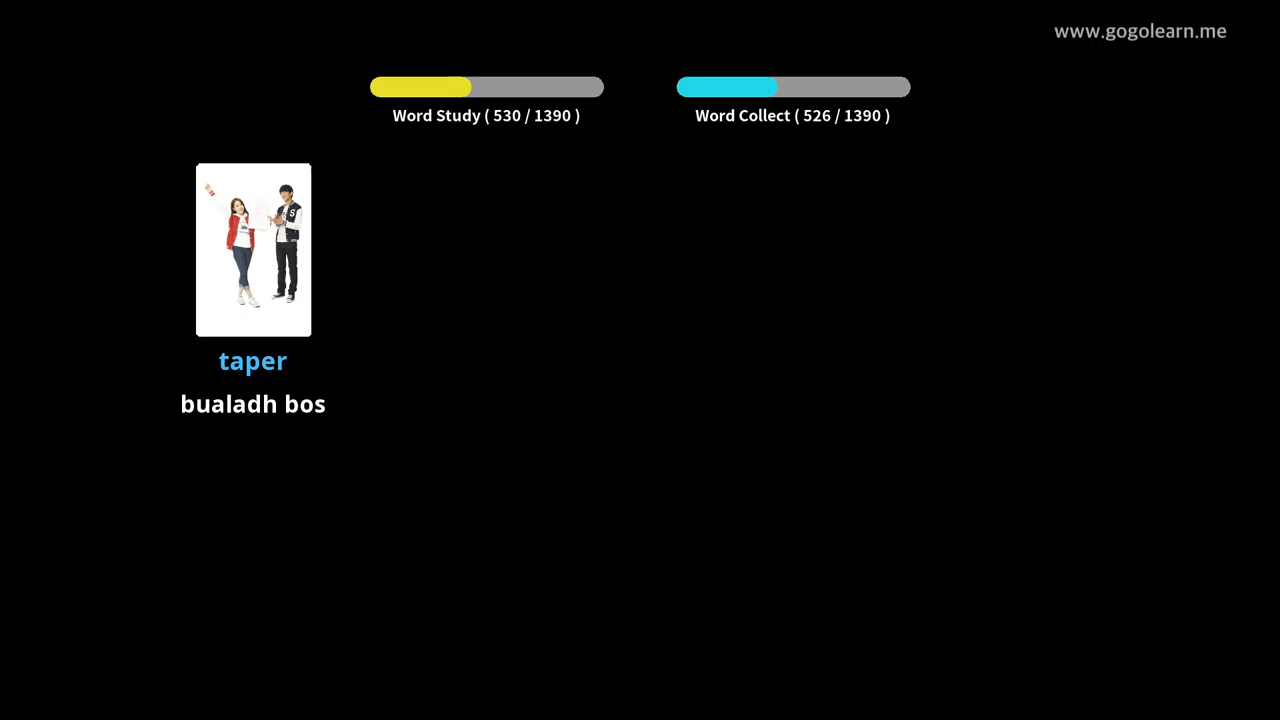 www.gogolearn.me
Word Study ( 530 / 1390 )
Word Collect ( 526 / 1390 )
taper
bualadh bos